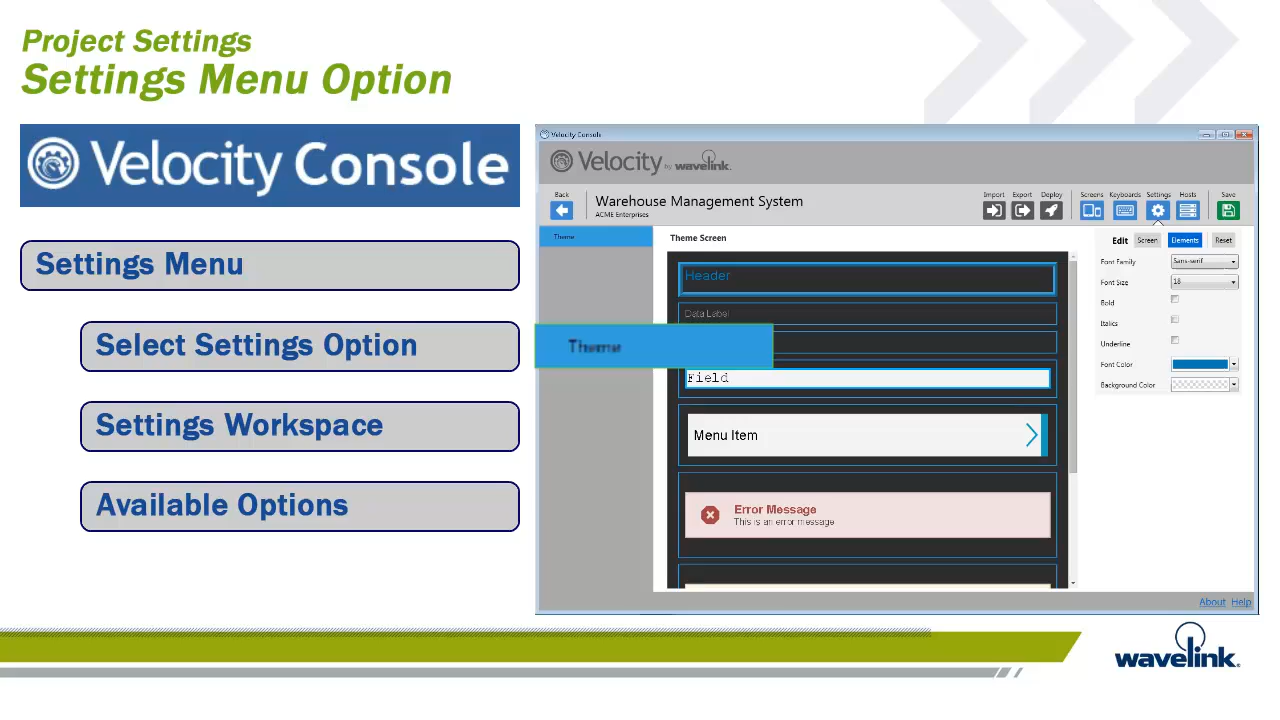 Project Settings
Settings Menu Option
Velocity Console
Settings Menu
Select Settings Option
Settings Workspace
Available Options
Velocity Console
Velocity by wavelink.
Back
Warehouse Management System
ACME Enterprises
Import Export Deploy Screens Keyboards Settings Hosts Save
Theme
Theme Screen
Edit Screen Elements Reset
Font Family Sans-serif
Font Size 18
Bold
Italics
Underline
Font Color
Background Color
Header
Data Label
Theme
Field
Menu Item
Error Message
This is an error message
About Help
wavelink.